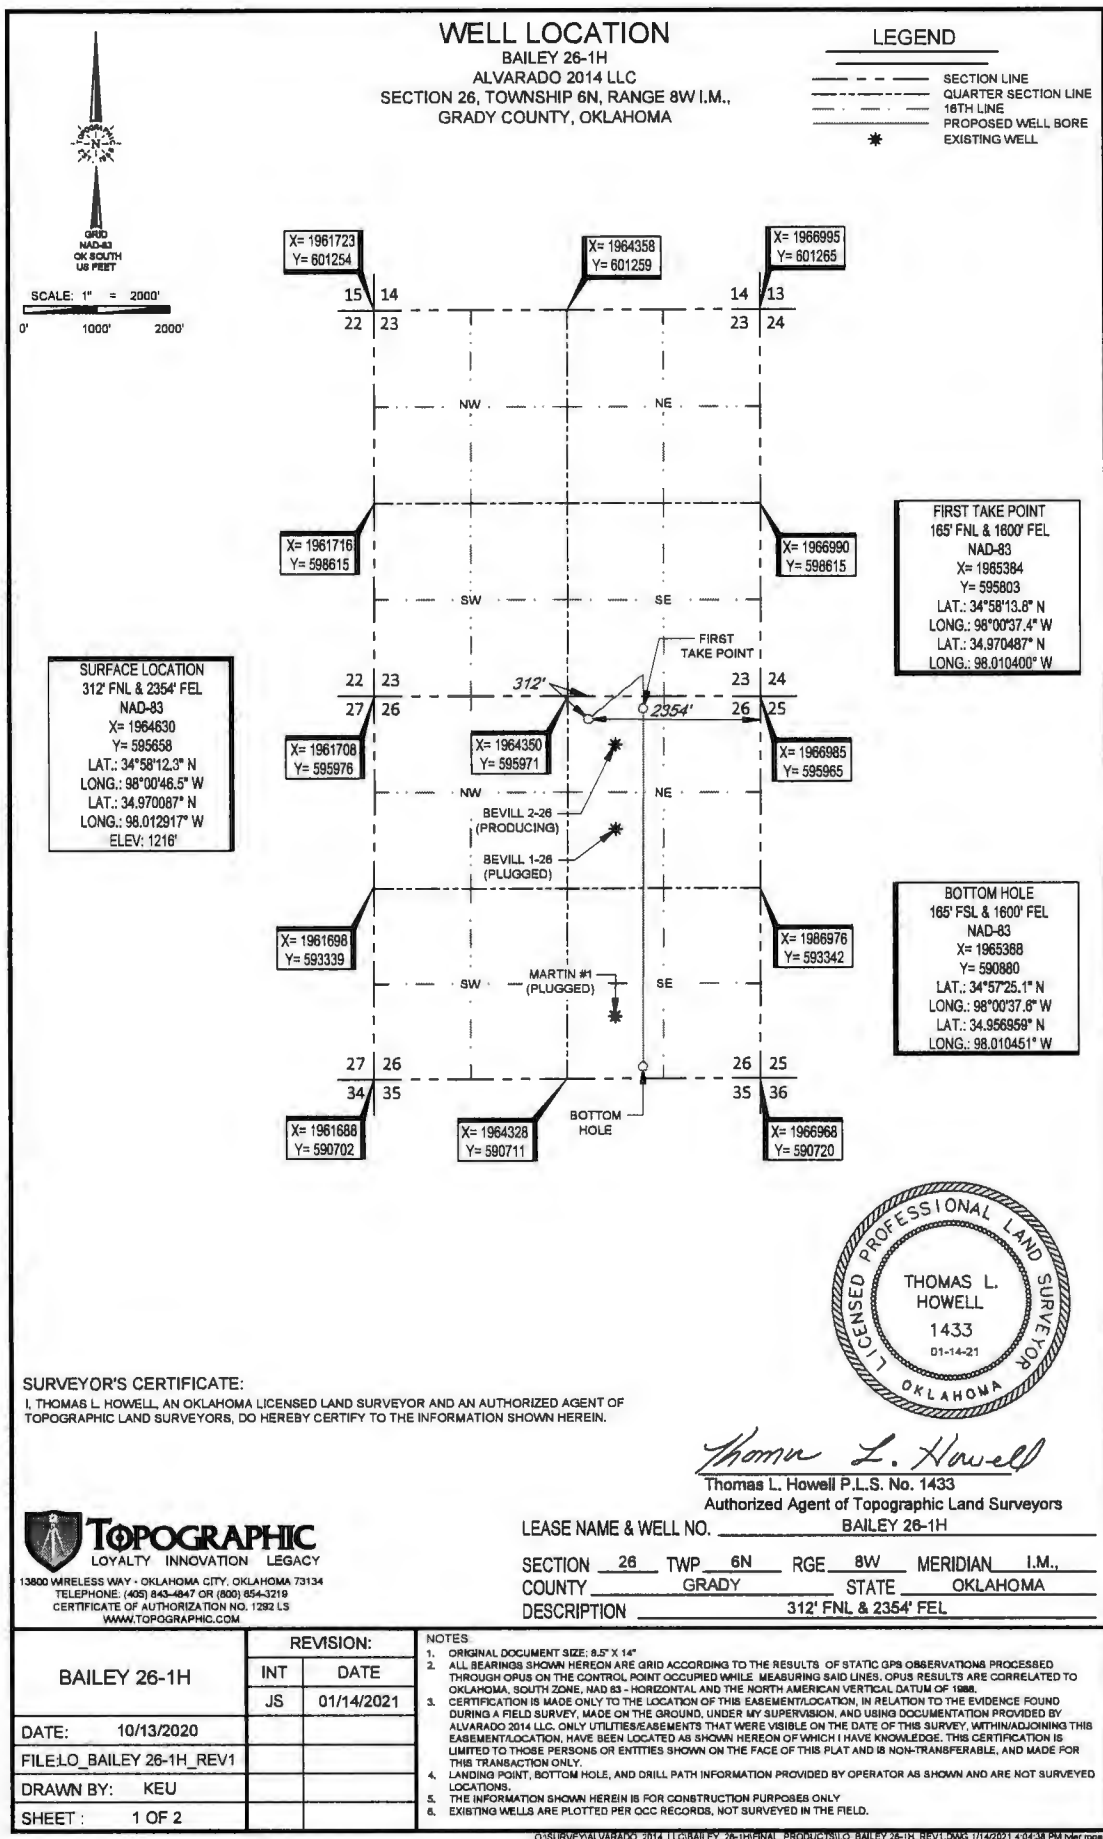 WELL LOCATION
BAILEY 26-1H
ALVARADO 2014 LLC
SECTION 26, TOWNSHIP 6N, RANGE 8W I.M.,
GRADY COUNTY, OKLAHOMA
LEGEND
SECTION LINE
QUARTER SECTION LINE
16TH LINE
PROPOSED WELL BORE
EXISTING WELL
TOPOGRAPHIC
N
GRID
NAD-83
OK SOUTH
US FEET
SCALE: 1" = 2000'
0' 1000' 2000'
X= 1961723
Y= 601254
X= 1964358
Y= 601259
X= 1966995
Y= 601265
15 14
22 23
14 13
23 24
NW
NE
X= 1961716
Y= 598615
X= 1966990
Y= 598615
SW
SE
FIRST TAKE POINT
165' FNL & 1600' FEL
NAD-83
X= 1965384
Y= 595803
LAT.: 34°58'13.8" N
LONG.: 98°00'37.4" W
LAT.: 34.970487° N
LONG.: 98.010400° W
SURFACE LOCATION
312' FNL & 2354' FEL
NAD-83
X= 1964630
Y= 595658
LAT.: 34°58'12.3" N
LONG.: 98°00'46.5" W
LAT.: 34.970087° N
LONG.: 98.012917° W
ELEV: 1216'
FIRST
TAKE POINT
22 23
27 26
312'
2354'
23 24
26 25
X= 1961708
Y= 595976
X= 1964350
Y= 595971
X= 1966985
Y= 595965
NW
NE
BEVILL 2-26
(PRODUCING)
BEVILL 1-26
(PLUGGED)
X= 1961698
Y= 593339
X= 1986976
Y= 593342
BOTTOM HOLE
165' FSL & 1600' FEL
NAD-83
X= 1965368
Y= 590880
LAT.: 34°57'25.1" N
LONG.: 98°00'37.6" W
LAT.: 34.956959° N
LONG.: 98.010451° W
MARTIN #1
(PLUGGED)
SW
SE
27 26
34 35
26 25
35 36
BOTTOM
HOLE
X= 1961688
Y= 590702
X= 1964328
Y= 590711
X= 1966968
Y= 590720
LICENSED PROFESSIONAL LAND SURVEYOR
THOMAS L.
HOWELL
1433
01-14-21
OKLAHOMA
SURVEYOR'S CERTIFICATE:
I, THOMAS L. HOWELL, AN OKLAHOMA LICENSED LAND SURVEYOR AND AN AUTHORIZED AGENT OF
TOPOGRAPHIC LAND SURVEYORS, DO HEREBY CERTIFY TO THE INFORMATION SHOWN HEREIN.
Thomas L. Howell
Thomas L. Howell P.L.S. No. 1433
Authorized Agent of Topographic Land Surveyors
TOPOGRAPHIC
LOYALTY INNOVATION LEGACY
13800 WIRELESS WAY - OKLAHOMA CITY, OKLAHOMA 73134
TELEPHONE: (405) 843-4847 OR (800) 654-3219
CERTIFICATE OF AUTHORIZATION NO. 1292 LS
WWW.TOPOGRAPHIC.COM
LEASE NAME & WELL NO. BAILEY 26-1H
SECTION 26 TWP 6N RGE 8W MERIDIAN I.M.,
COUNTY GRADY STATE OKLAHOMA
DESCRIPTION 312' FNL & 2354' FEL
BAILEY 26-1H
REVISION:
INT DATE
JS 01/14/2021
DATE: 10/13/2020
FILE:LO_BAILEY 26-1H_REV1
DRAWN BY: KEU
SHEET : 1 OF 2
NOTES
1. ORIGINAL DOCUMENT SIZE: 8.5" X 14"
2. ALL BEARINGS SHOWN HEREON ARE GRID ACCORDING TO THE RESULTS OF STATIC GPS OBSERVATIONS PROCESSED
THROUGH OPUS ON THE CONTROL POINT OCCUPIED WHILE MEASURING SAID LINES. OPUS RESULTS ARE CORRELATED TO
OKLAHOMA, SOUTH ZONE, NAD 83 - HORIZONTAL AND THE NORTH AMERICAN VERTICAL DATUM OF 1988.
3. CERTIFICATION IS MADE ONLY TO THE LOCATION OF THIS EASEMENT/LOCATION, IN RELATION TO THE EVIDENCE FOUND
DURING A FIELD SURVEY, MADE ON THE GROUND, UNDER MY SUPERVISION, AND USING DOCUMENTATION PROVIDED BY
ALVARADO 2014 LLC. ONLY UTILITIES/EASEMENTS THAT WERE VISIBLE ON THE DATE OF THIS SURVEY, WITHIN/ADJOINING THIS
EASEMENT/LOCATION, HAVE BEEN LOCATED AS SHOWN HEREON OF WHICH I HAVE KNOWLEDGE. THIS CERTIFICATION IS
LIMITED TO THOSE PERSONS OR ENTITIES SHOWN ON THE FACE OF THIS PLAT AND IS NON-TRANSFERABLE, AND MADE FOR
THIS TRANSACTION ONLY.
4. LANDING POINT, BOTTOM HOLE, AND DRILL PATH INFORMATION PROVIDED BY OPERATOR AS SHOWN AND ARE NOT SURVEYED
LOCATIONS.
5. THE INFORMATION SHOWN HEREIN IS FOR CONSTRUCTION PURPOSES ONLY
6. EXISTING WELLS ARE PLOTTED PER OCC RECORDS, NOT SURVEYED IN THE FIELD.